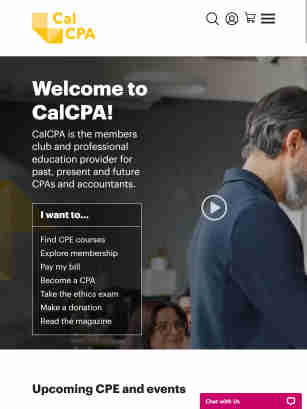 Cal
CPA
Welcome to
CalCPA!
CalCPA is the members
club and professional
education provider for
past, present and future
CPAs and accountants.
I want to...
Find CPE courses
Explore membership
Pay my bill
Become a CPA
Take the ethics exam
Make a donation
Read the magazine
Upcoming CPE and events
Chat with Us